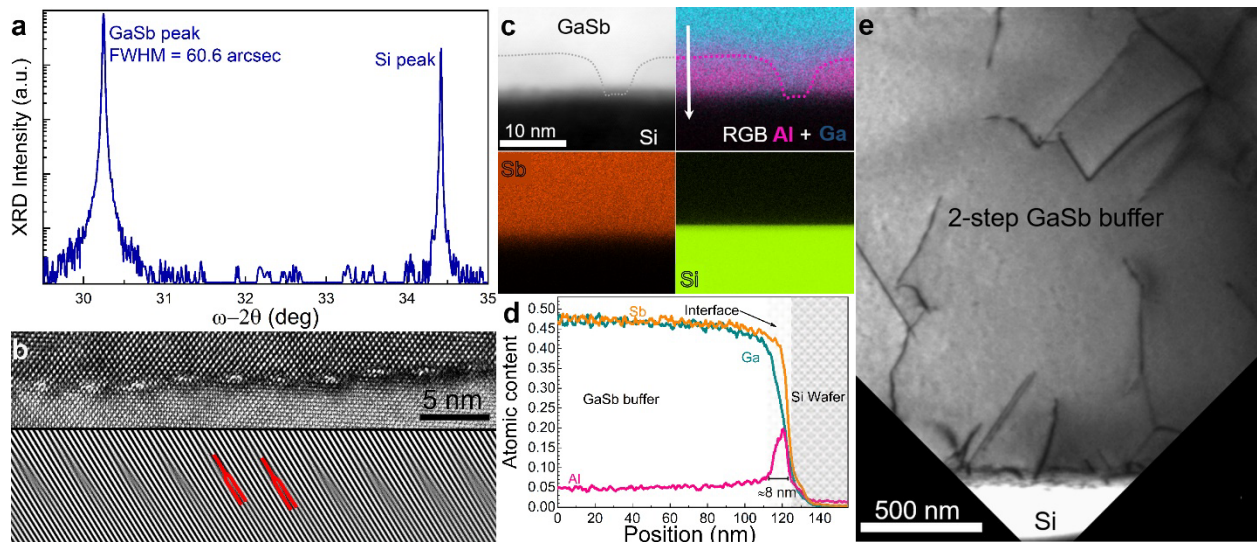 a
GaSb peak
FWHM = 60.6 arcsec
Si peak
XRD Intensity (a.u.)
30 31 32 33 34 35
ω–2θ (deg)
b
5 nm
c
GaSb
10 nm
Si
RGB Al + Ga
Sb
Si
d
0.50
0.45
0.40
0.35
0.30
0.25
0.20
0.15
0.10
0.05
0.00
Atomic content
Sb
Interface
Ga
GaSb buffer
Si Wafer
Al
≈8 nm
0 20 40 60 80 100 120 140
Position (nm)
e
2-step GaSb buffer
500 nm
Si